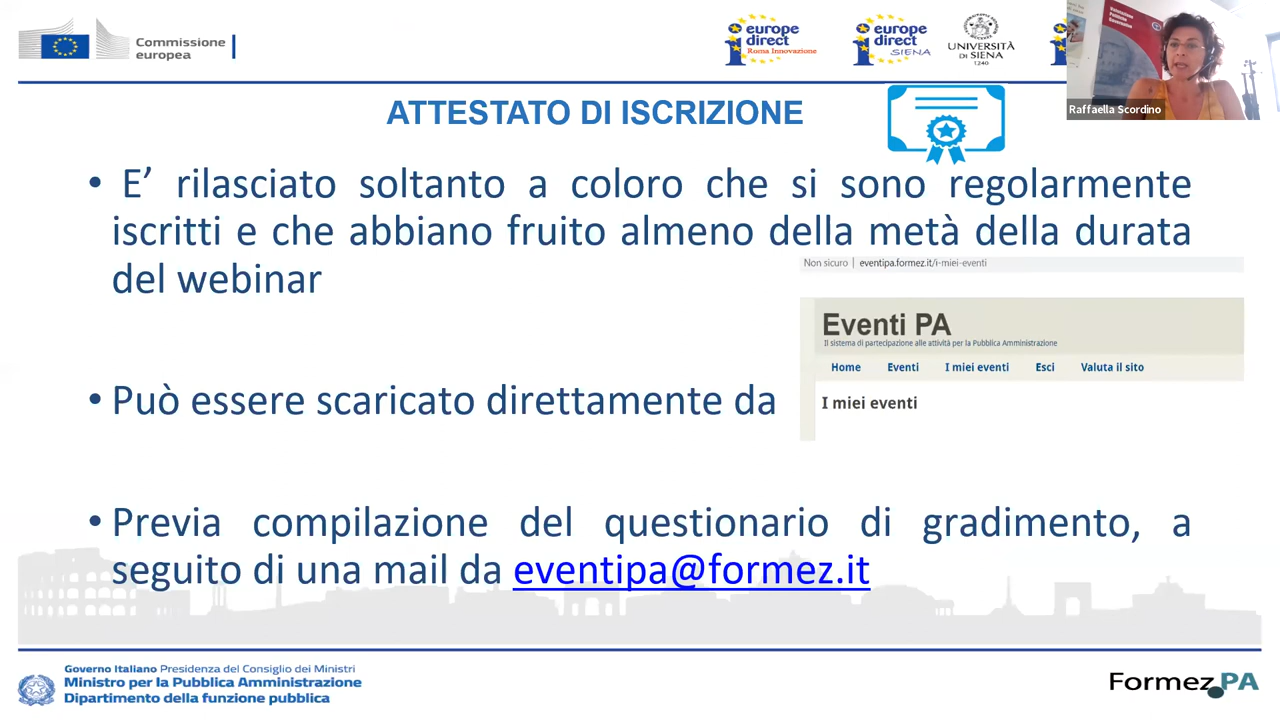 Commissione
europea
europe
direct
Roma Innovazione
europe
direct
SIENA
UNIVERSITÀ
DI SIENA
1240
Raffaella Scordino
ATTESTATO DI ISCRIZIONE
• E’ rilasciato soltanto a coloro che si sono regolarmente
iscritti e che abbiano fruito almeno della metà della durata
del webinar
Non sicuro | eventipa.formez.it/i-miei-eventi
Eventi PA
Il sistema di partecipazione alle attività per la Pubblica Amministrazione
Home Eventi I miei eventi Esci Valuta il sito
I miei eventi
• Può essere scaricato direttamente da
• Previa compilazione del questionario di gradimento, a
seguito di una mail da eventipa@formez.it
Governo Italiano Presidenza del Consiglio dei Ministri
Ministro per la Pubblica Amministrazione
Dipartimento della funzione pubblica
Formez PA